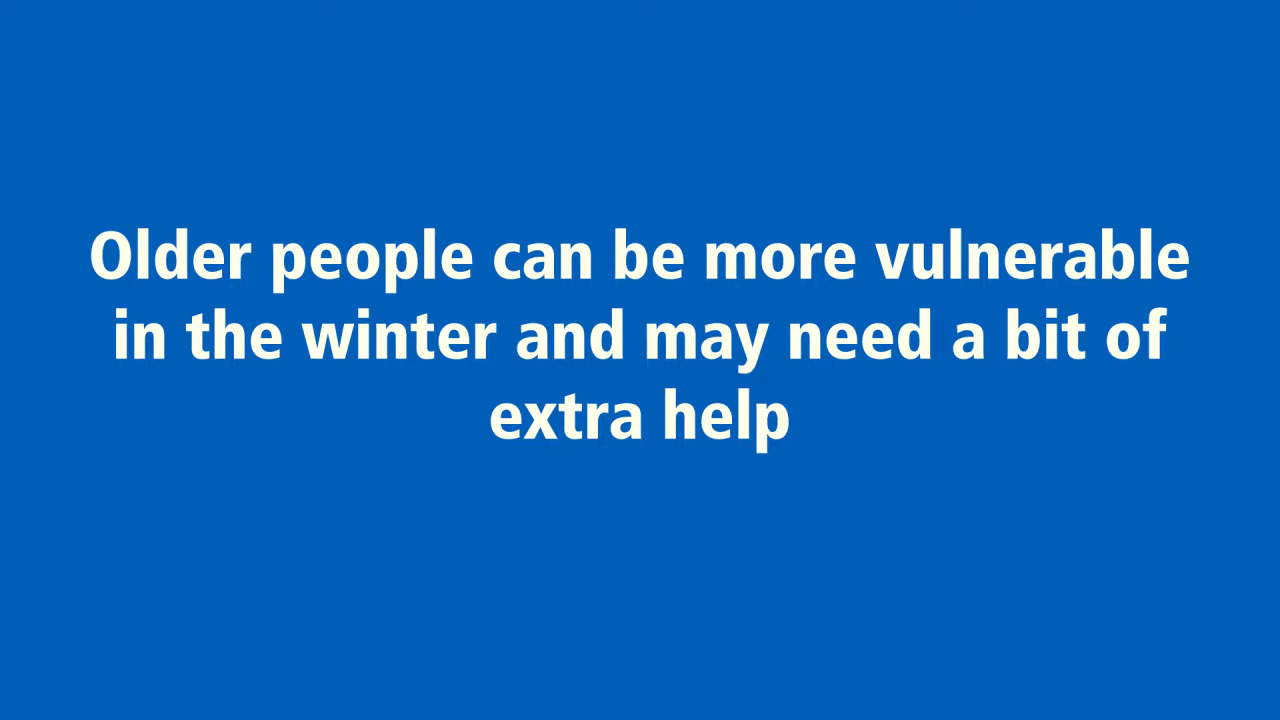 Older people can be more vulnerable
in the winter and may need a bit of
extra help